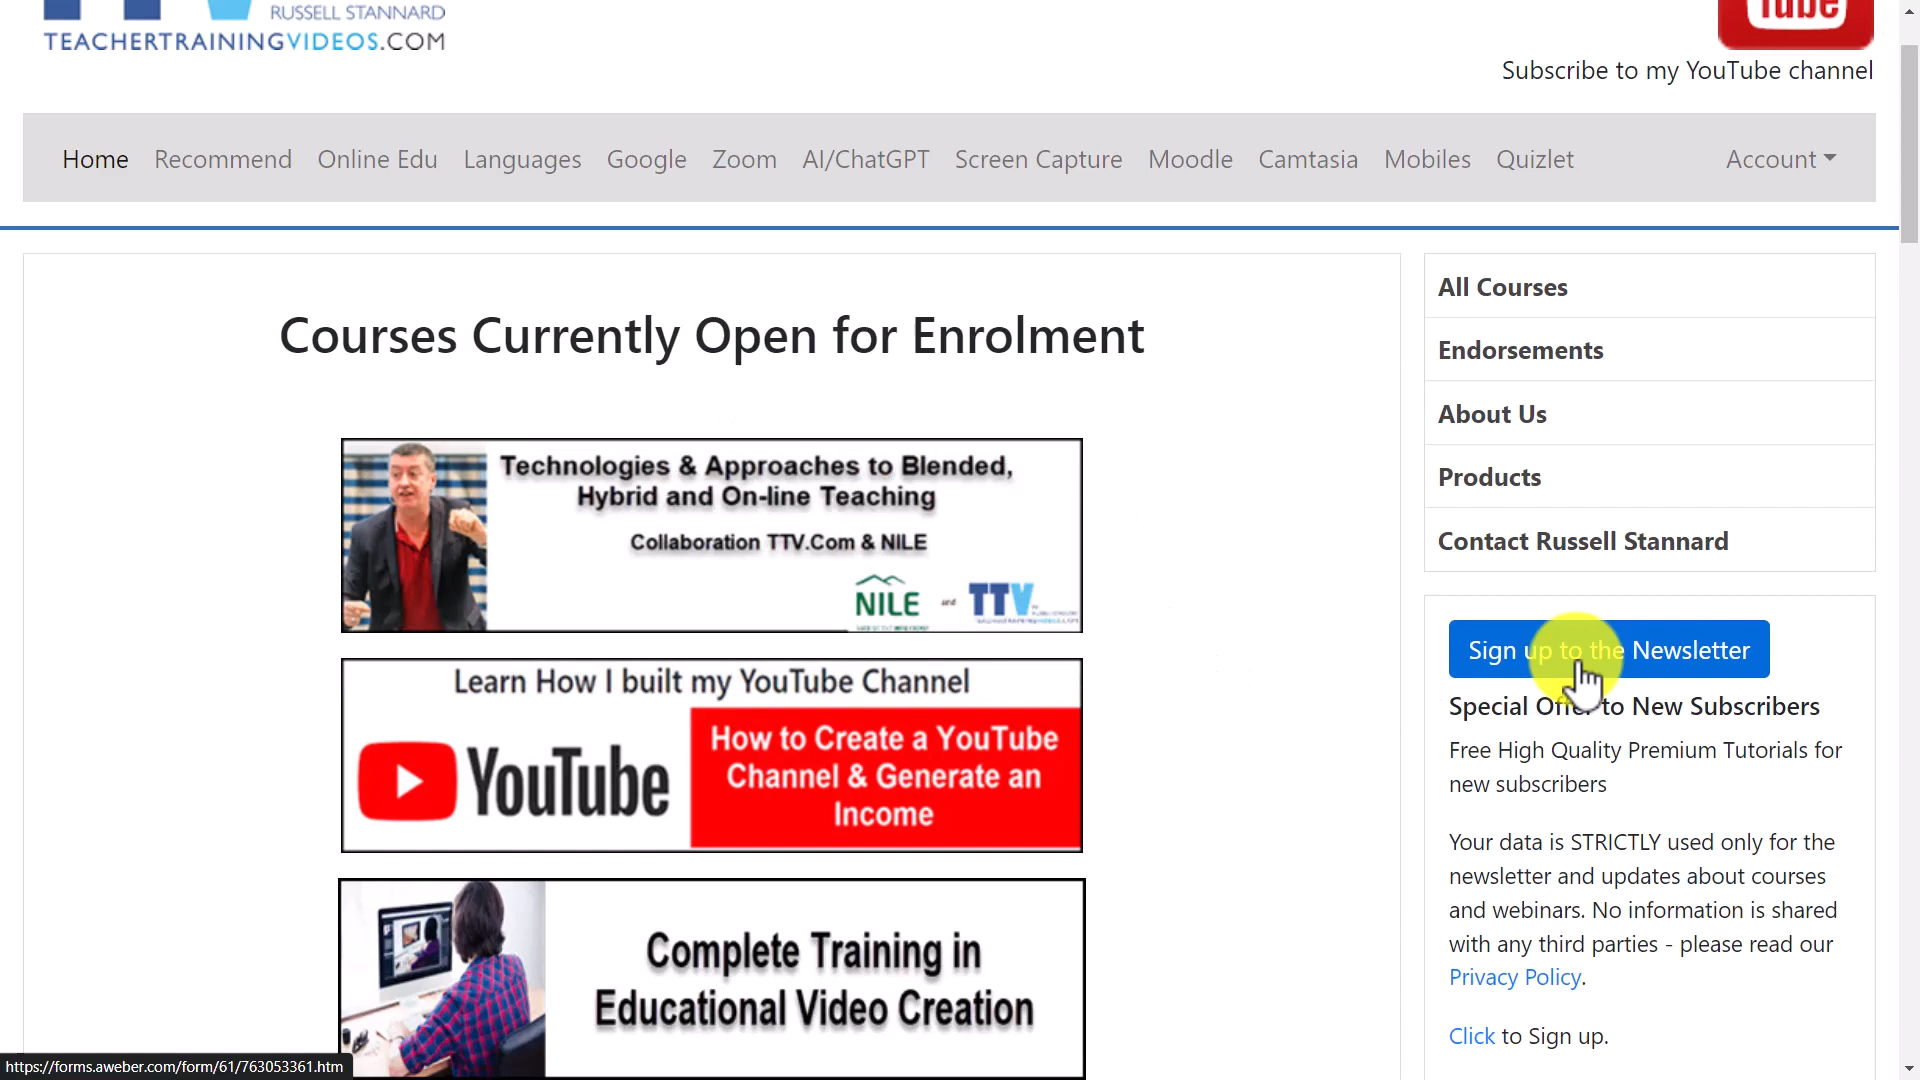 RUSSELL STANNARD
TEACHERTRAININGVIDEOS.COM
Tube
Subscribe to my YouTube channel
Home Recommend Online Edu Languages Google Zoom AI/ChatGPT Screen Capture Moodle Camtasia Mobiles Quizlet Account
Courses Currently Open for Enrolment
Technologies & Approaches to Blended,
Hybrid and On-line Teaching
Collaboration TTV.Com & NILE
NILE and TTV
Learn How I built my YouTube Channel
YouTube
How to Create a YouTube
Channel & Generate an
Income
Complete Training in
Educational Video Creation
All Courses
Endorsements
About Us
Products
Contact Russell Stannard
Sign up to the Newsletter
Special Offer to New Subscribers
Free High Quality Premium Tutorials for
new subscribers
Your data is STRICTLY used only for the
newsletter and updates about courses
and webinars. No information is shared
with any third parties - please read our
Privacy Policy.
Click to Sign up.
https://forms.aweber.com/form/61/763053361.htm